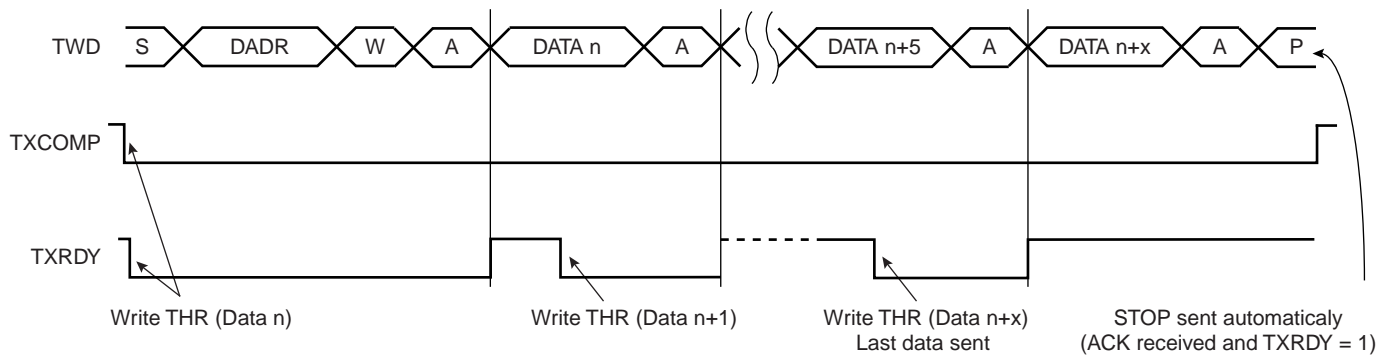 TWD S DADR W A DATA n A DATA n+5 A DATA n+x A P
TXCOMP
TXRDY
Write THR (Data n)
Write THR (Data n+1)
Write THR (Data n+x)
Last data sent
STOP sent automaticaly
(ACK received and TXRDY = 1)